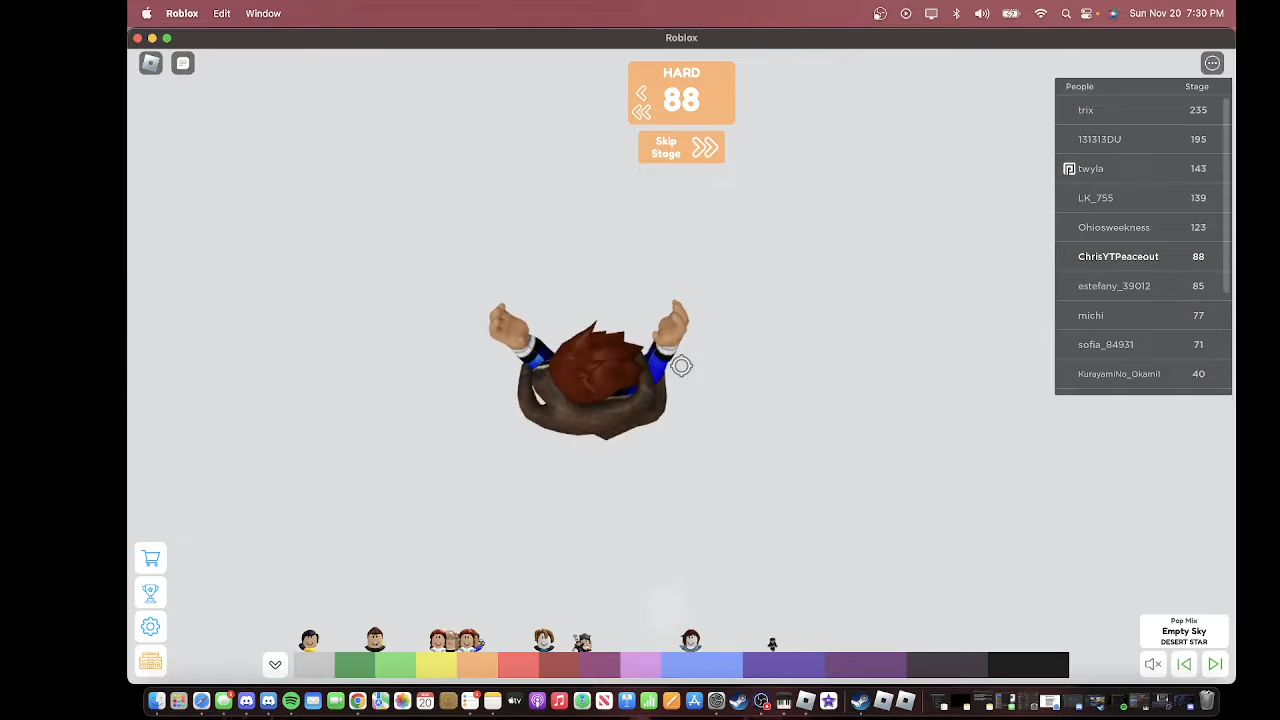 Roblox Edit Window Sun Nov 20 7:30 PM
Roblox
HARD
88
Skip
Stage
People Stage
trix 235
131313DU 195
twyla 143
LK_755 139
Ohiosweekness 123
ChrisYTPeaceout 88
estefany_39012 85
michi 77
sofia_84931 71
KurayamiNo_Okami1 40
Pop Mix
Empty Sky
DESERT STAR